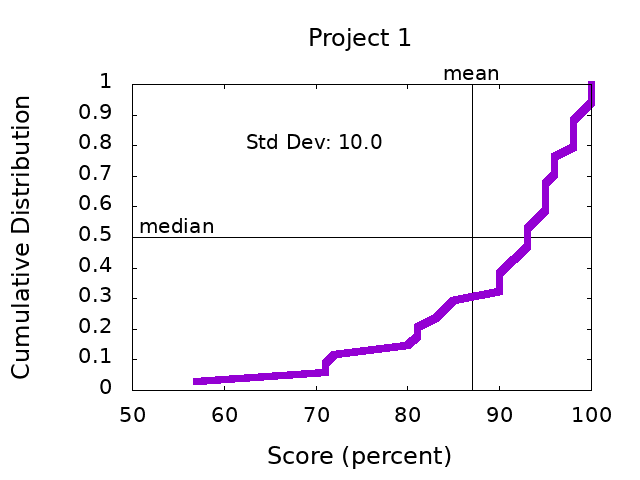 Project 1
mean
1
0.9
0.8
0.7
0.6
0.5
0.4
0.3
0.2
0.1
0
Std Dev: 10.0
median
Cumulative Distribution
50 60 70 80 90 100
Score (percent)